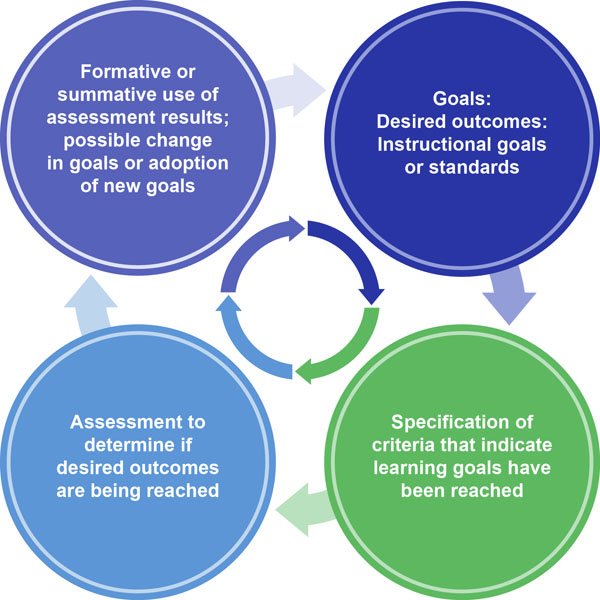 Formative or
summative use of
assessment results;
possible change
in goals or adoption
of new goals
Goals:
Desired outcomes:
Instructional goals
or standards
Assessment to
determine if
desired outcomes
are being reached
Specification of
criteria that indicate
learning goals have
been reached